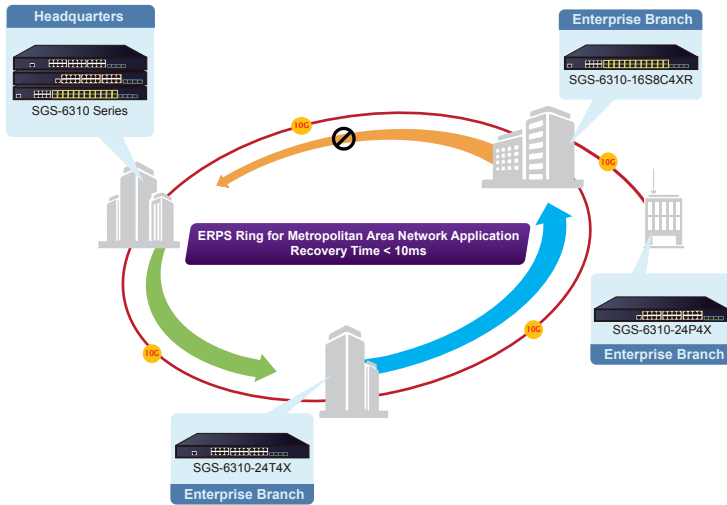 Headquarters
SGS-6310 Series
Enterprise Branch
SGS-6310-16S8C4XR
10G
10G
ERPS Ring for Metropolitan Area Network Application
Recovery Time < 10ms
SGS-6310-24P4X
Enterprise Branch
10G
10G
SGS-6310-24T4X
Enterprise Branch